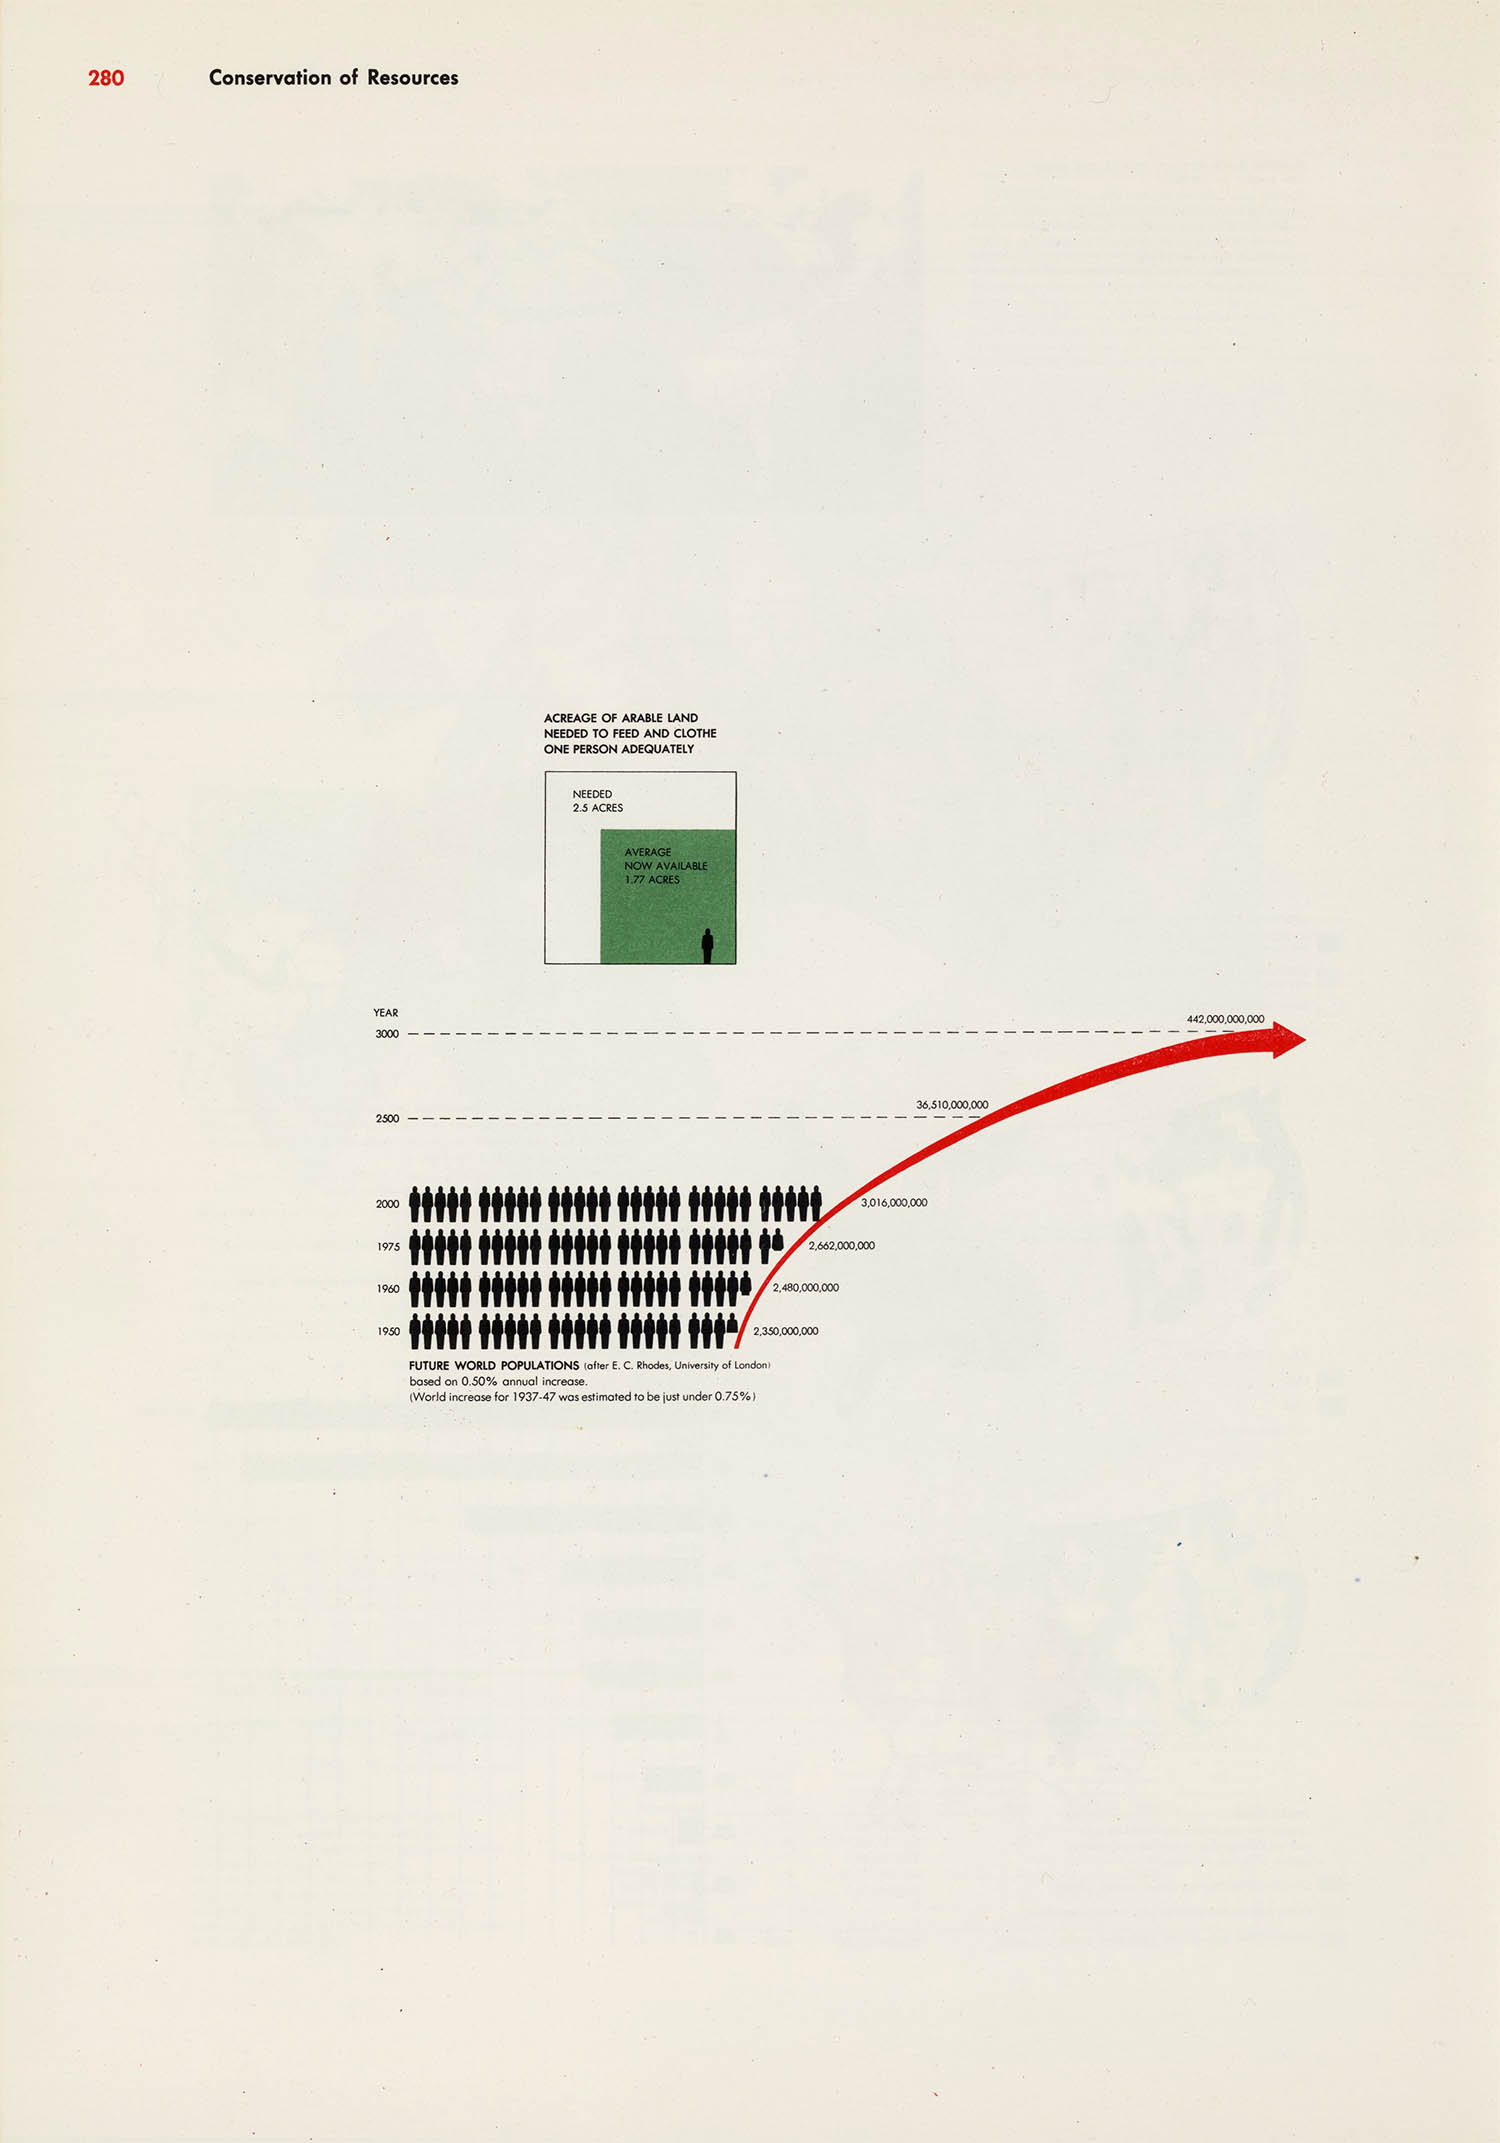 280 Conservation of Resources
ACREAGE OF ARABLE LAND
NEEDED TO FEED AND CLOTHE
ONE PERSON ADEQUATELY
NEEDED
2.5 ACRES
AVERAGE
NOW AVAILABLE
1.77 ACRES
YEAR
3000 442,000,000,000
2500 36,510,000,000
2000 3,016,000,000
1975 2,662,000,000
1960 2,480,000,000
1950 2,350,000,000
FUTURE WORLD POPULATIONS (after E. C. Rhodes, University of London)
based on 0.50% annual increase.
(World increase for 1937-47 was estimated to be just under 0.75%)